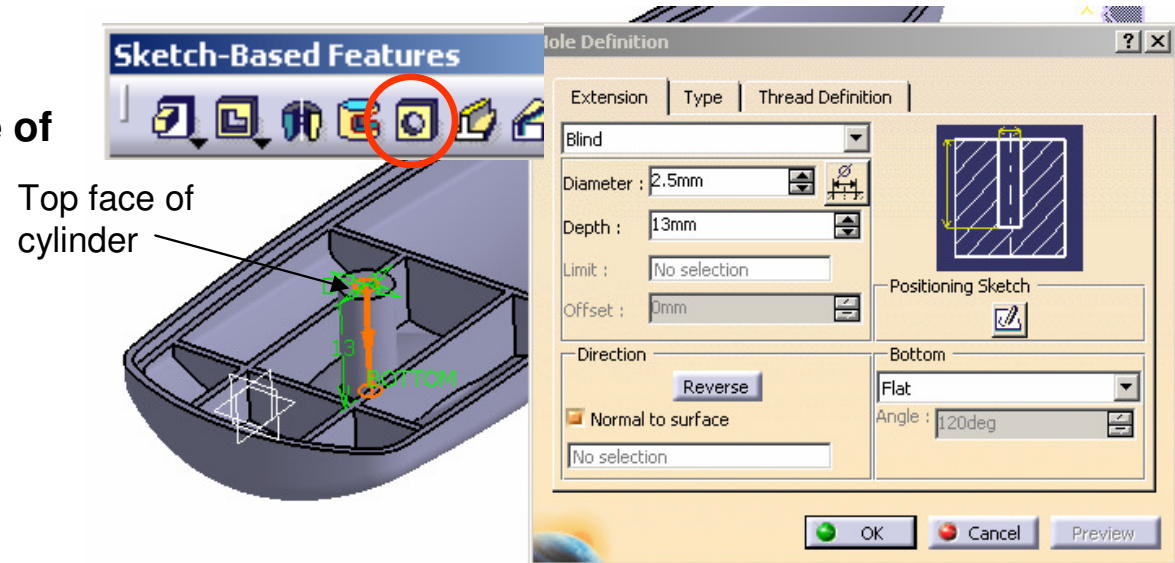 Sketch-Based Features
e of
Top face of
cylinder
13
BOTTOM
Hole Definition
? X
Extension
Type
Thread Definition
Blind
Diameter : 2.5mm
Depth : 13mm
Limit : No selection
Offset : 0mm
Positioning Sketch
Direction
Reverse
Normal to surface
No selection
Bottom
Flat
Angle : 120deg
OK
Cancel
Preview